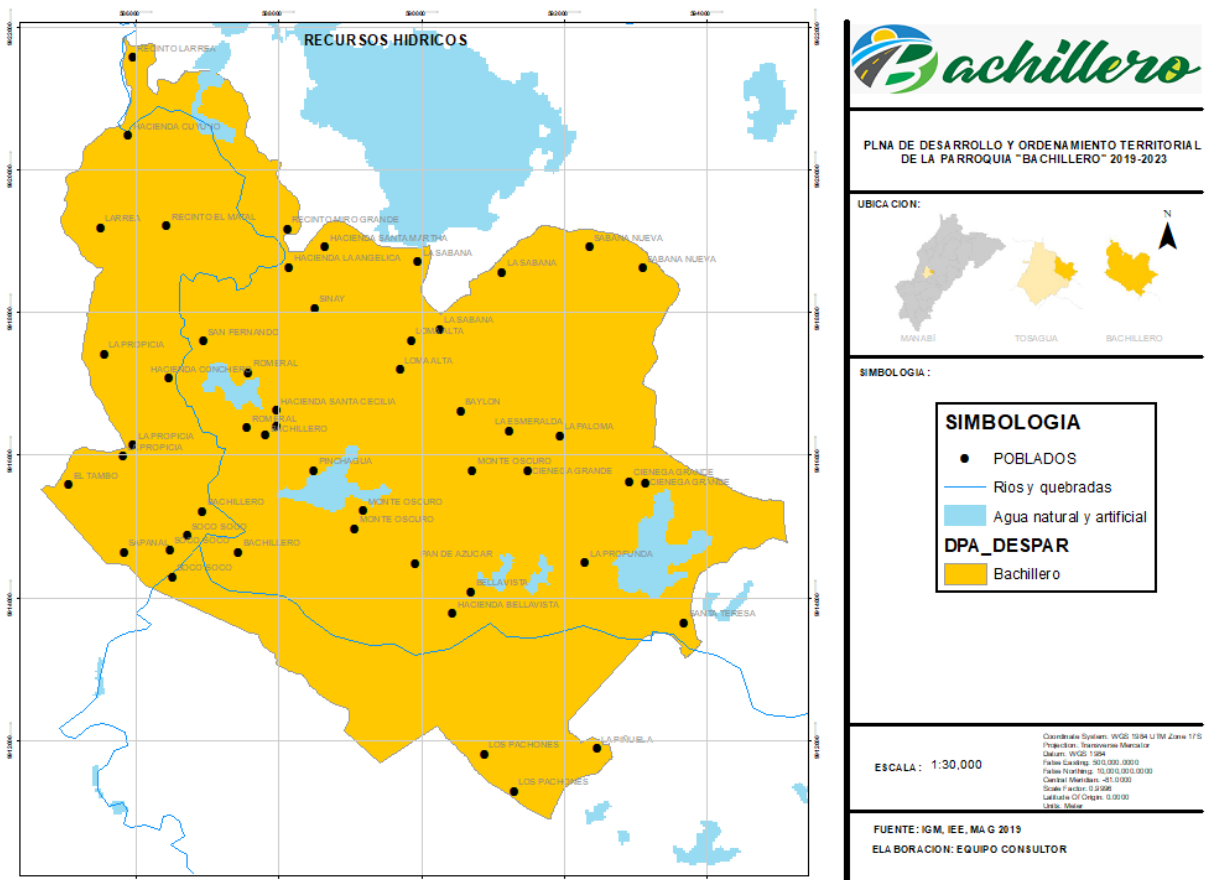 RECURSOS HIDRICOS
RECINTO LARREA
HACIENDA CUYUYO
LARREA
RECINTO EL MATAL
RECINTO MIRO GRANDE
HACIENDA SANTA MARTHA
HACIENDA LA ANGELICA
LA SABANA
LA SABANA
SABANA NUEVA
SABANA NUEVA
SINAY
LA SABANA
SAN FERNANDO
LOMA ALTA
LA PROPICIA
LOMA ALTA
HACIENDA CONCHERO
ROMERAL
HACIENDA SANTA CECILIA
BAYLON
ROMERAL
BACHILLERO
LA ESMERALDA
LA PALOMA
LA PROPICIA
LA PROPICIA
EL TAMBO
PINCHAGUA
MONTE OSCURO
CIENEGA GRANDE
CIENEGA GRANDE
CIENEGA GRANDE
BACHILLERO
MONTE OSCURO
MONTE OSCURO
SOCO SOCO
SOCO SOCO
SAPANAL
BACHILLERO
SOCO SOCO
PAN DE AZUCAR
LA PROFUNDA
BELLAVISTA
HACIENDA BELLAVISTA
SANTA TERESA
LOS PACHONES
LA PIÑUELA
LOS PACHONES
Bachillero
PLNA DE DESARROLLO Y ORDENAMIENTO TERRITORIAL
DE LA PARROQUIA "BACHILLERO" 2019-2023
UBICACION:
N
MANABÍ
TOSAGUA
BACHILLERO
SIMBOLOGIA:
SIMBOLOGIA
POBLADOS
Rios y quebradas
Agua natural y artificial
DPA_DESPAR
Bachillero
ESCALA: 1:30,000
Coordinate System: WGS 1984 UTM Zone 17S
Projection: Transverse Mercator
Datum: WGS 1984
False Easting: 500,000.0000
False Northing: 10,000,000.0000
Central Meridian: -81.0000
Scale Factor: 0.9996
Latitude Of Origin: 0.0000
Units: Meter
FUENTE: IGM, IEE, MAG 2019
ELABORACION: EQUIPO CONSULTOR